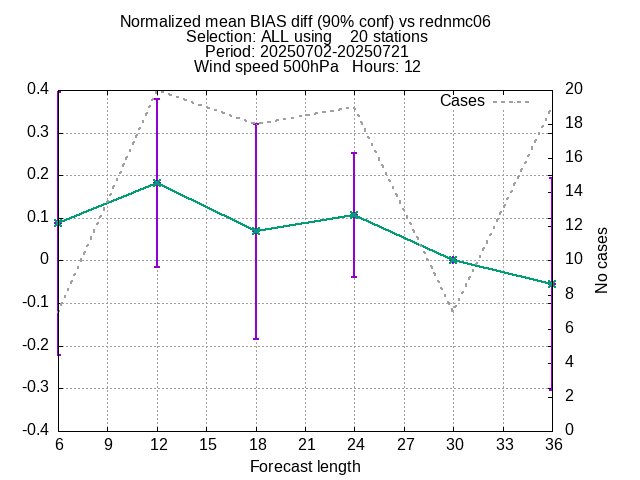 Normalized mean BIAS diff (90% conf) vs rednmc06
Selection: ALL using    20 stations
Period: 20250702-20250721
Wind speed 500hPa   Hours: 12
Cases
0.4
0.3
0.2
0.1
0
-0.1
-0.2
-0.3
-0.4
20
18
16
14
12
10
8
6
4
2
0
No cases
6 9 12 15 18 21 24 27 30 33 36
Forecast length